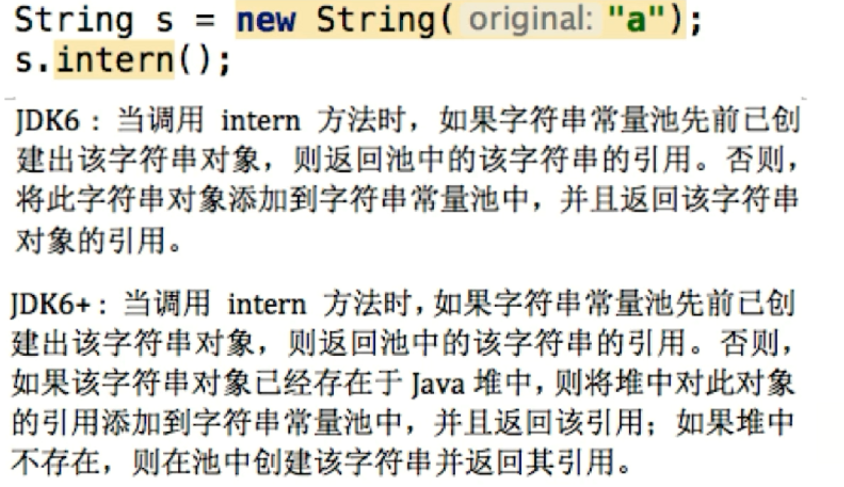 String s = new String( original: "a");
s.intern();
JDK6：当调用 intern 方法时，如果字符串常量池先前已创
建出该字符串对象，则返回池中的该字符串的引用。否则，
将此字符串对象添加到字符串常量池中，并且返回该字符串
对象的引用。
JDK6+：当调用 intern 方法时，如果字符串常量池先前已创
建出该字符串对象，则返回池中的该字符串的引用。否则，
如果该字符串对象已经存在于 Java 堆中，则将堆中对此对象
的引用添加到字符串常量池中，并且返回该引用；如果堆中
不存在，则在池中创建该字符串并返回其引用。